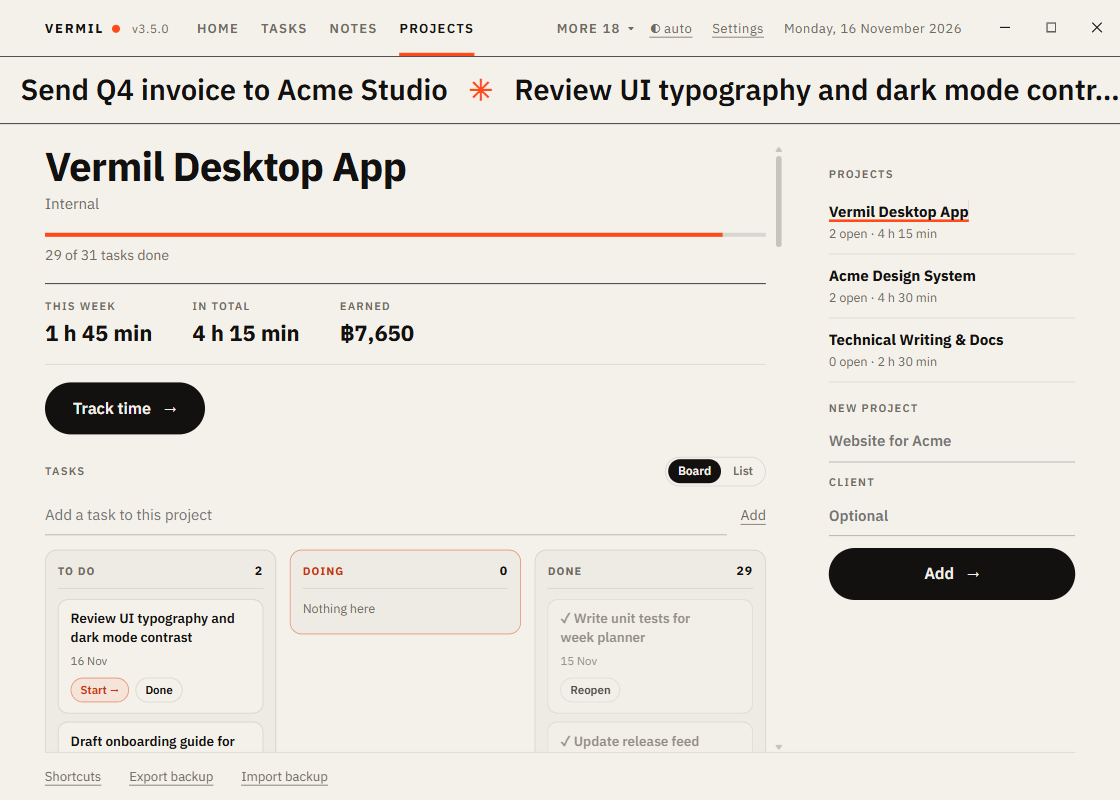 VERMIL v3.5.0 HOME TASKS NOTES PROJECTS MORE 18 auto Settings Monday, 16 November 2026
Send Q4 invoice to Acme Studio ✳ Review UI typography and dark mode contr...
Vermil Desktop App
Internal
29 of 31 tasks done
THIS WEEK IN TOTAL EARNED
1 h 45 min 4 h 15 min ฿7,650
Track time →
TASKS Board List
Add a task to this project Add
TO DO 2
Review UI typography and
dark mode contrast
16 Nov
Start → Done
Draft onboarding guide for
DOING 0
Nothing here
DONE 29
✓ Write unit tests for
week planner
15 Nov
Reopen
✓ Update release feed
PROJECTS
Vermil Desktop App
2 open · 4 h 15 min
Acme Design System
2 open · 4 h 30 min
Technical Writing & Docs
0 open · 2 h 30 min
NEW PROJECT
Website for Acme
CLIENT
Optional
Add →
Shortcuts Export backup Import backup